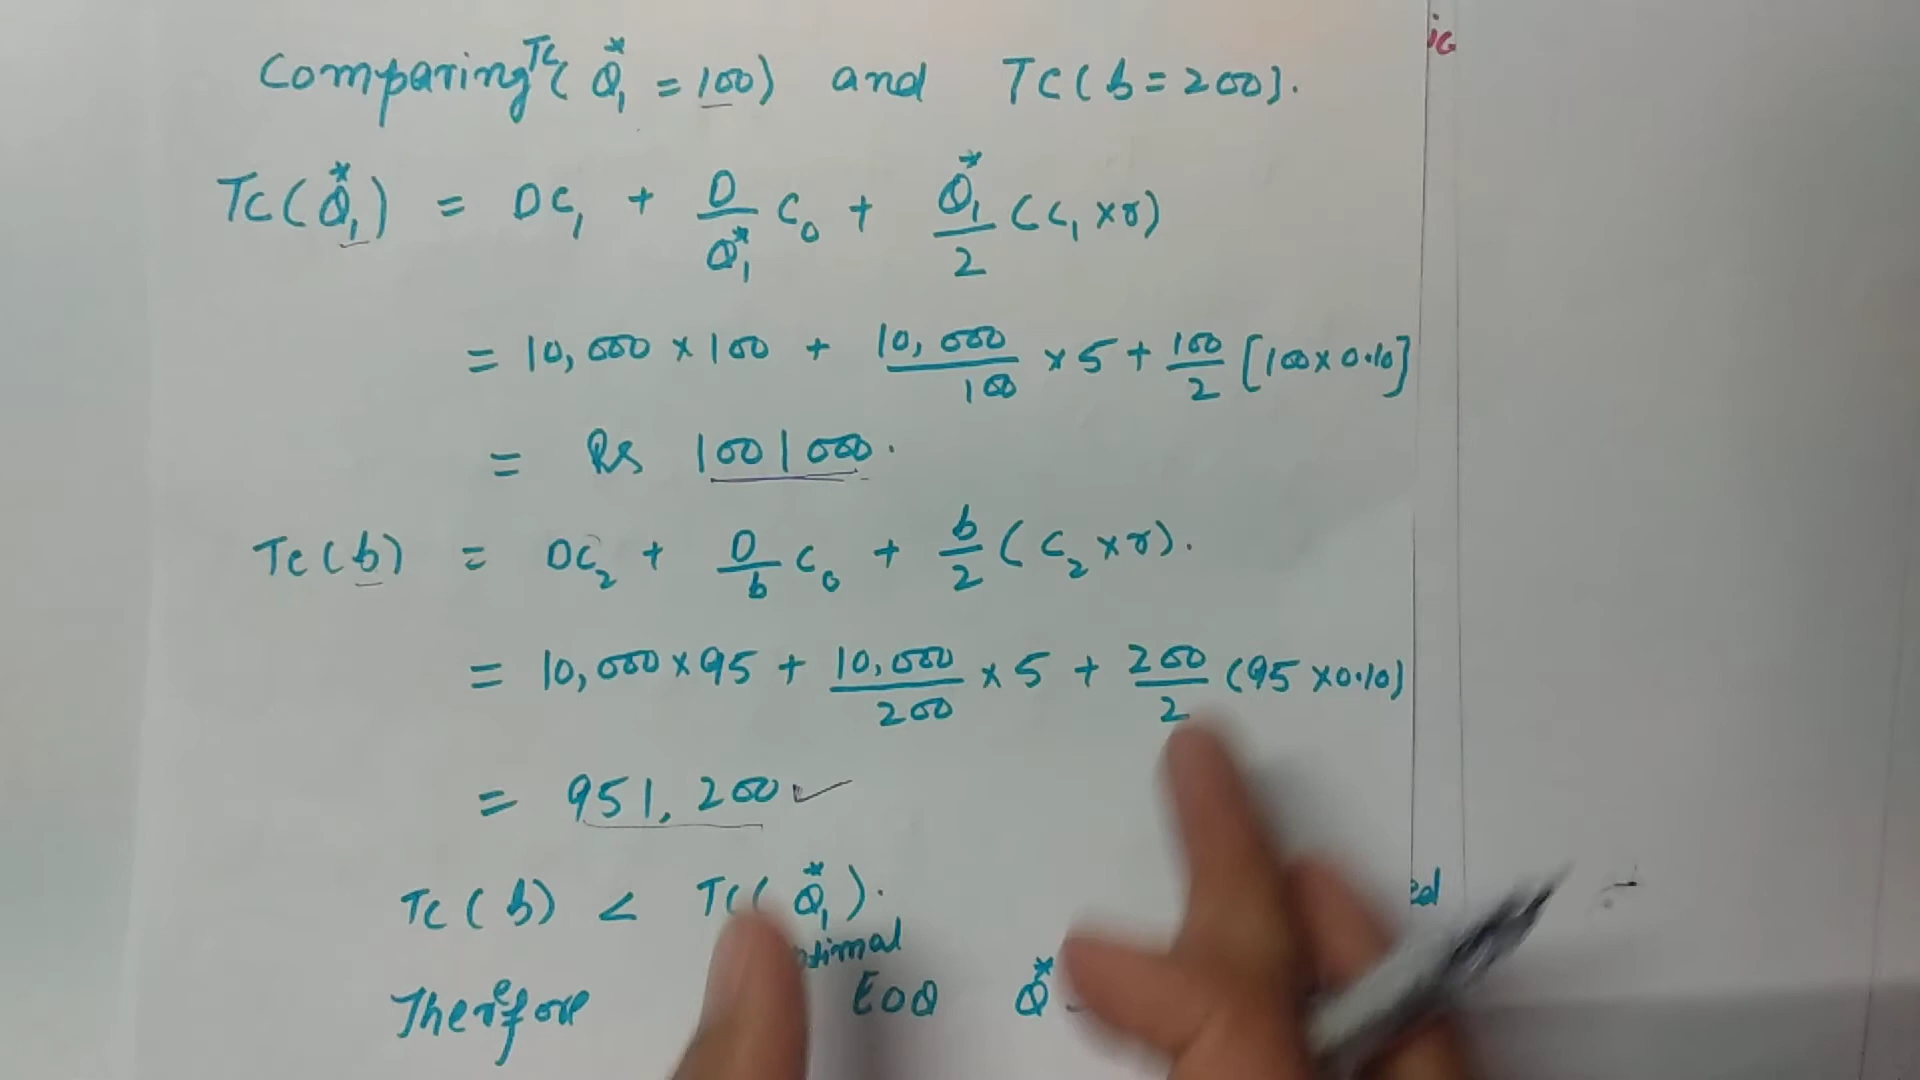 Comparing TC(Q₁* = 100) and TC(b=200).
TC(Q₁*) = DC₁ + D/Q₁* C₀ + Q₁*/2 (C₁ × r)
= 10,000 × 100 + 10,000/100 × 5 + 100/2 [100 × 0.10]
= Rs 1001000.
TC(b) = DC₂ + D/b C₀ + b/2 (C₂ × r).
= 10,000 × 95 + 10,000/200 × 5 + 200/2 (95 × 0.10)
= 951,200 ✓
TC(b) < TC(Q₁*).
Therefore EOQ Q*